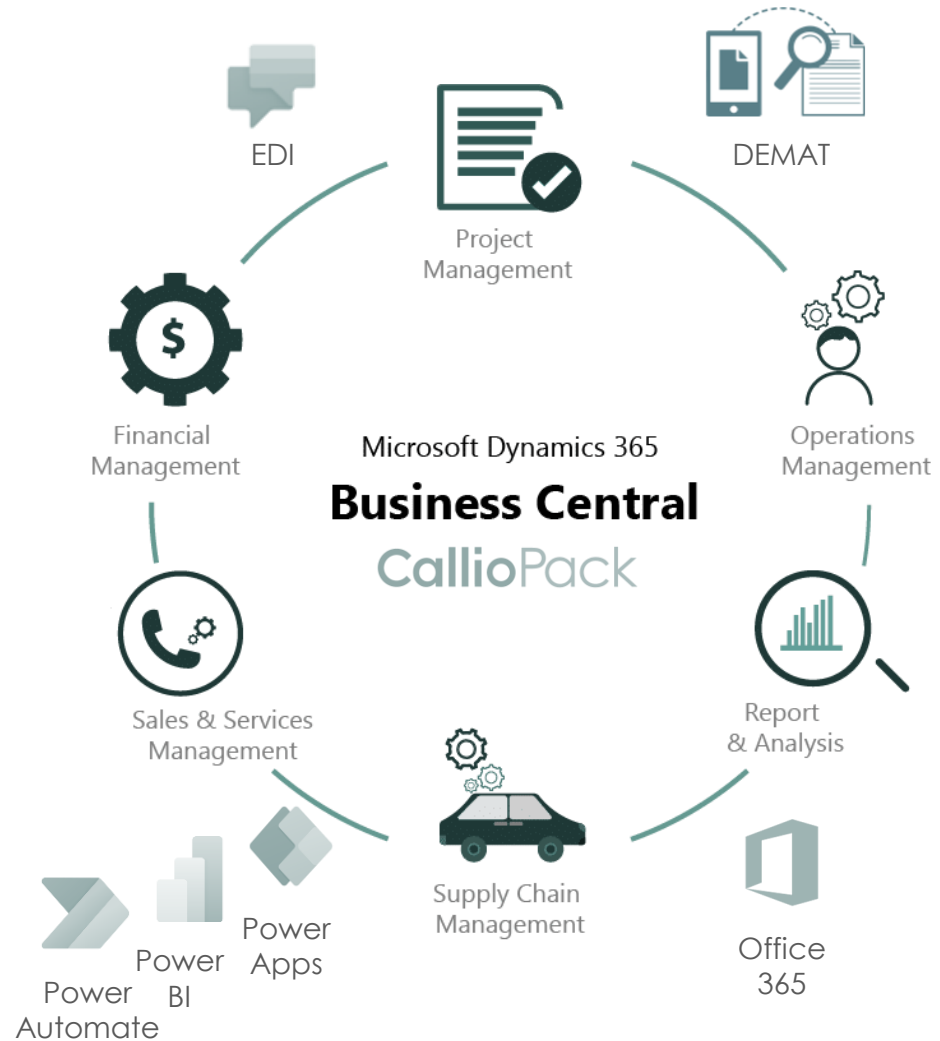 EDI
DEMAT
Project
Management
$
Financial
Management
Operations
Management
Microsoft Dynamics 365
Business Central
CallioPack
Sales & Services
Management
Report
& Analysis
Supply Chain
Management
Power
Apps
Power
BI
Power
Automate
Office
365